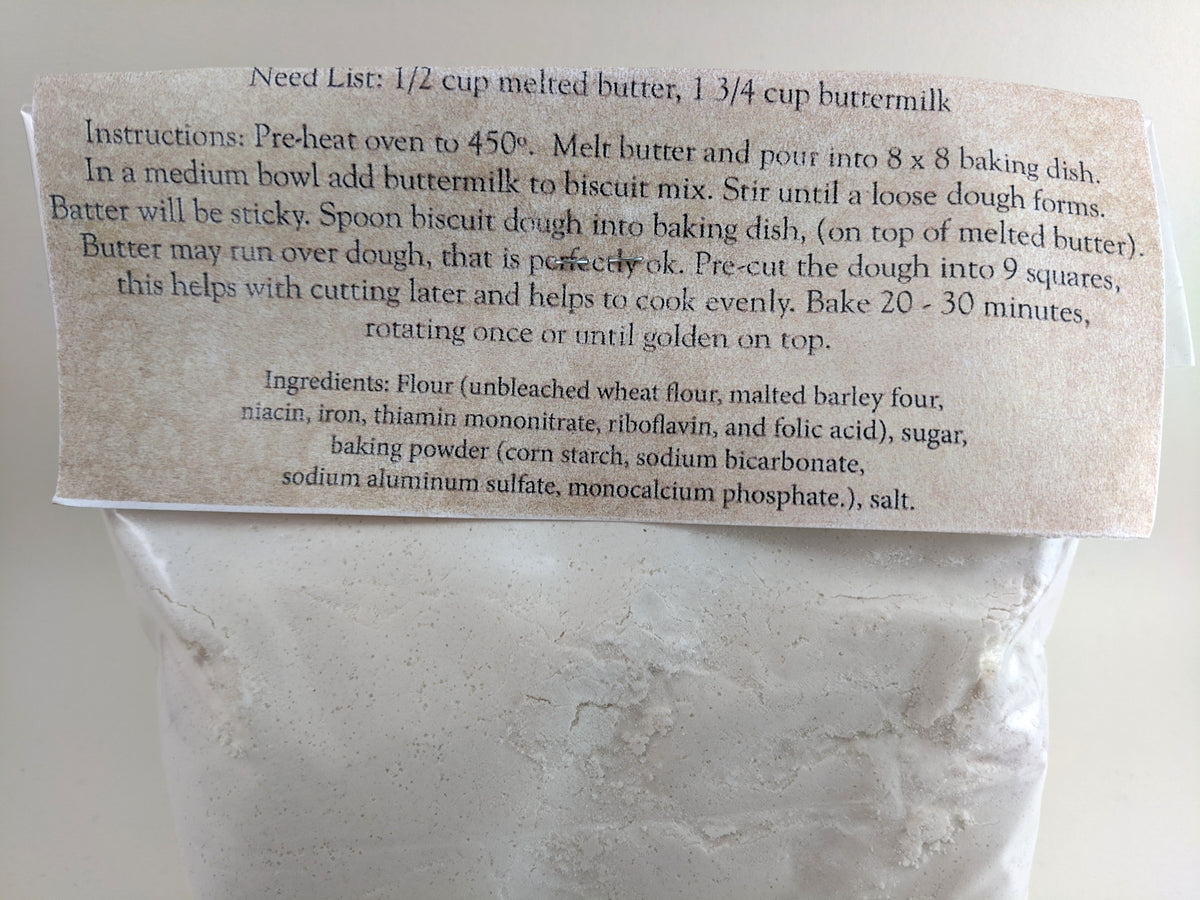 Need List: 1/2 cup melted butter, 1 3/4 cup buttermilk
Instructions: Pre-heat oven to 450º. Melt butter and pour into 8 x 8 baking dish.
In a medium bowl add buttermilk to biscuit mix. Stir until a loose dough forms.
Batter will be sticky. Spoon biscuit dough into baking dish, (on top of melted butter).
Butter may run over dough, that is perfectly ok. Pre-cut the dough into 9 squares,
this helps with cutting later and helps to cook evenly. Bake 20 - 30 minutes,
rotating once or until golden on top.
Ingredients: Flour (unbleached wheat flour, malted barley four,
niacin, iron, thiamin mononitrate, riboflavin, and folic acid), sugar,
baking powder (corn starch, sodium bicarbonate,
sodium aluminum sulfate, monocalcium phosphate.), salt.